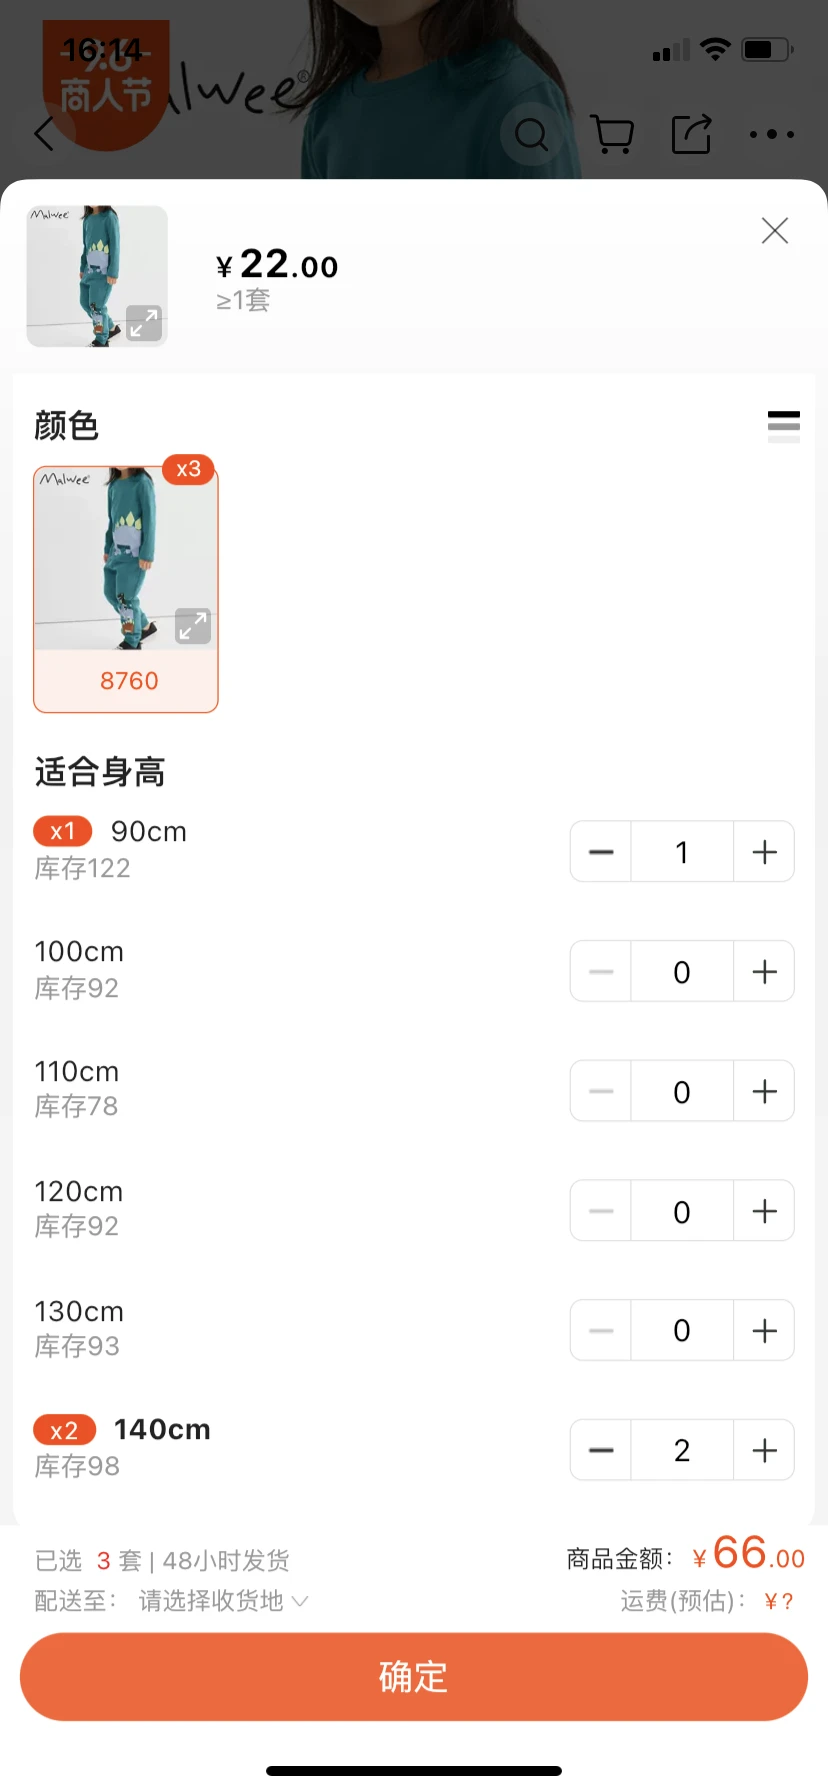 16:14
商人节
Malwee
¥22.00
≥1套
颜色
Malwee
x3
8760
适合身高
x1 90cm
库存122
1
100cm
库存92
0
110cm
库存78
0
120cm
库存92
0
130cm
库存93
0
x2 140cm
库存98
2
已选 3 套 | 48小时发货
商品金额: ¥66.00
配送至: 请选择收货地
运费(预估): ¥?
确定